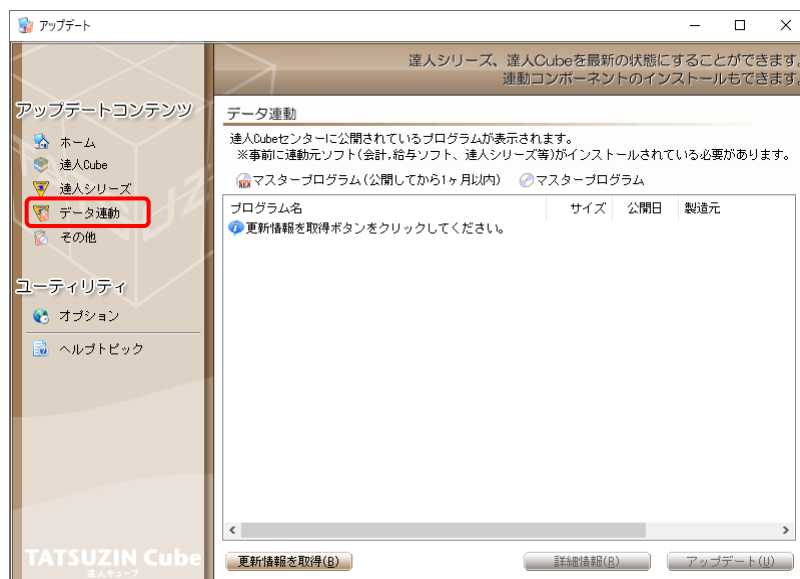 アップデート
達人シリーズ、達人Cubeを最新の状態にすることができます。
連動コンポーネントのインストールもできます。
アップデートコンテンツ
ホーム
達人Cube
達人シリーズ
データ連動
その他
ユーティリティ
オプション
ヘルプトピック
TATSUZIN Cube
達人キューブ
データ連動
達人Cubeセンターに公開されているプログラムが表示されます。
※事前に連動元ソフト(会計,給与ソフト、達人シリーズ等)がインストールされている必要があります。
マスタープログラム(公開してから1ヶ月以内) マスタープログラム
プログラム名 サイズ 公開日 製造元
更新情報を取得ボタンをクリックしてください。
更新情報を取得(B) 詳細情報(R) アップデート(U)